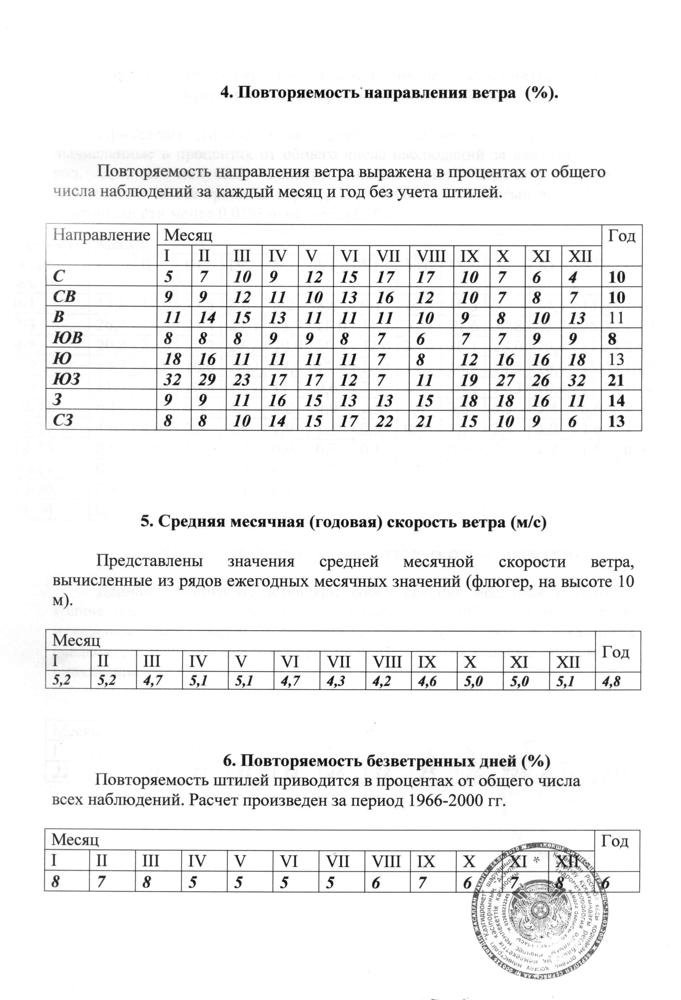 4. Повторяемость направления ветра (%).
Повторяемость направления ветра выражена в процентах от общего
числа наблюдений за каждый месяц и год без учета штилей.
Направление Месяц Год
I II III IV V VI VII VIII IX X XI XII
С 5 7 10 9 12 15 17 17 10 7 6 4 10
СВ 9 9 12 11 10 13 16 12 10 7 8 7 10
В 11 14 15 13 11 11 11 10 9 8 10 13 11
ЮВ 8 8 8 9 9 8 7 6 7 7 9 9 8
Ю 18 16 11 11 11 11 7 8 12 16 16 18 13
ЮЗ 32 29 23 17 17 12 7 11 19 27 26 32 21
З 9 9 11 16 15 13 13 15 18 18 16 11 14
СЗ 8 8 10 14 15 17 22 21 15 10 9 6 13
5. Средняя месячная (годовая) скорость ветра (м/с)
Представлены значения средней месячной скорости ветра,
вычисленные из рядов ежегодных месячных значений (флюгер, на высоте 10
м).
Месяц Год
I II III IV V VI VII VIII IX X XI XII
5,2 5,2 4,7 5,1 5,1 4,7 4,3 4,2 4,6 5,0 5,0 5,1 4,8
6. Повторяемость безветренных дней (%)
Повторяемость штилей приводится в процентах от общего числа
всех наблюдений. Расчет произведен за период 1966-2000 гг.
Месяц Год
I II III IV V VI VII VIII IX X XI XII
8 7 8 5 5 5 5 6 7 6 7 8 6